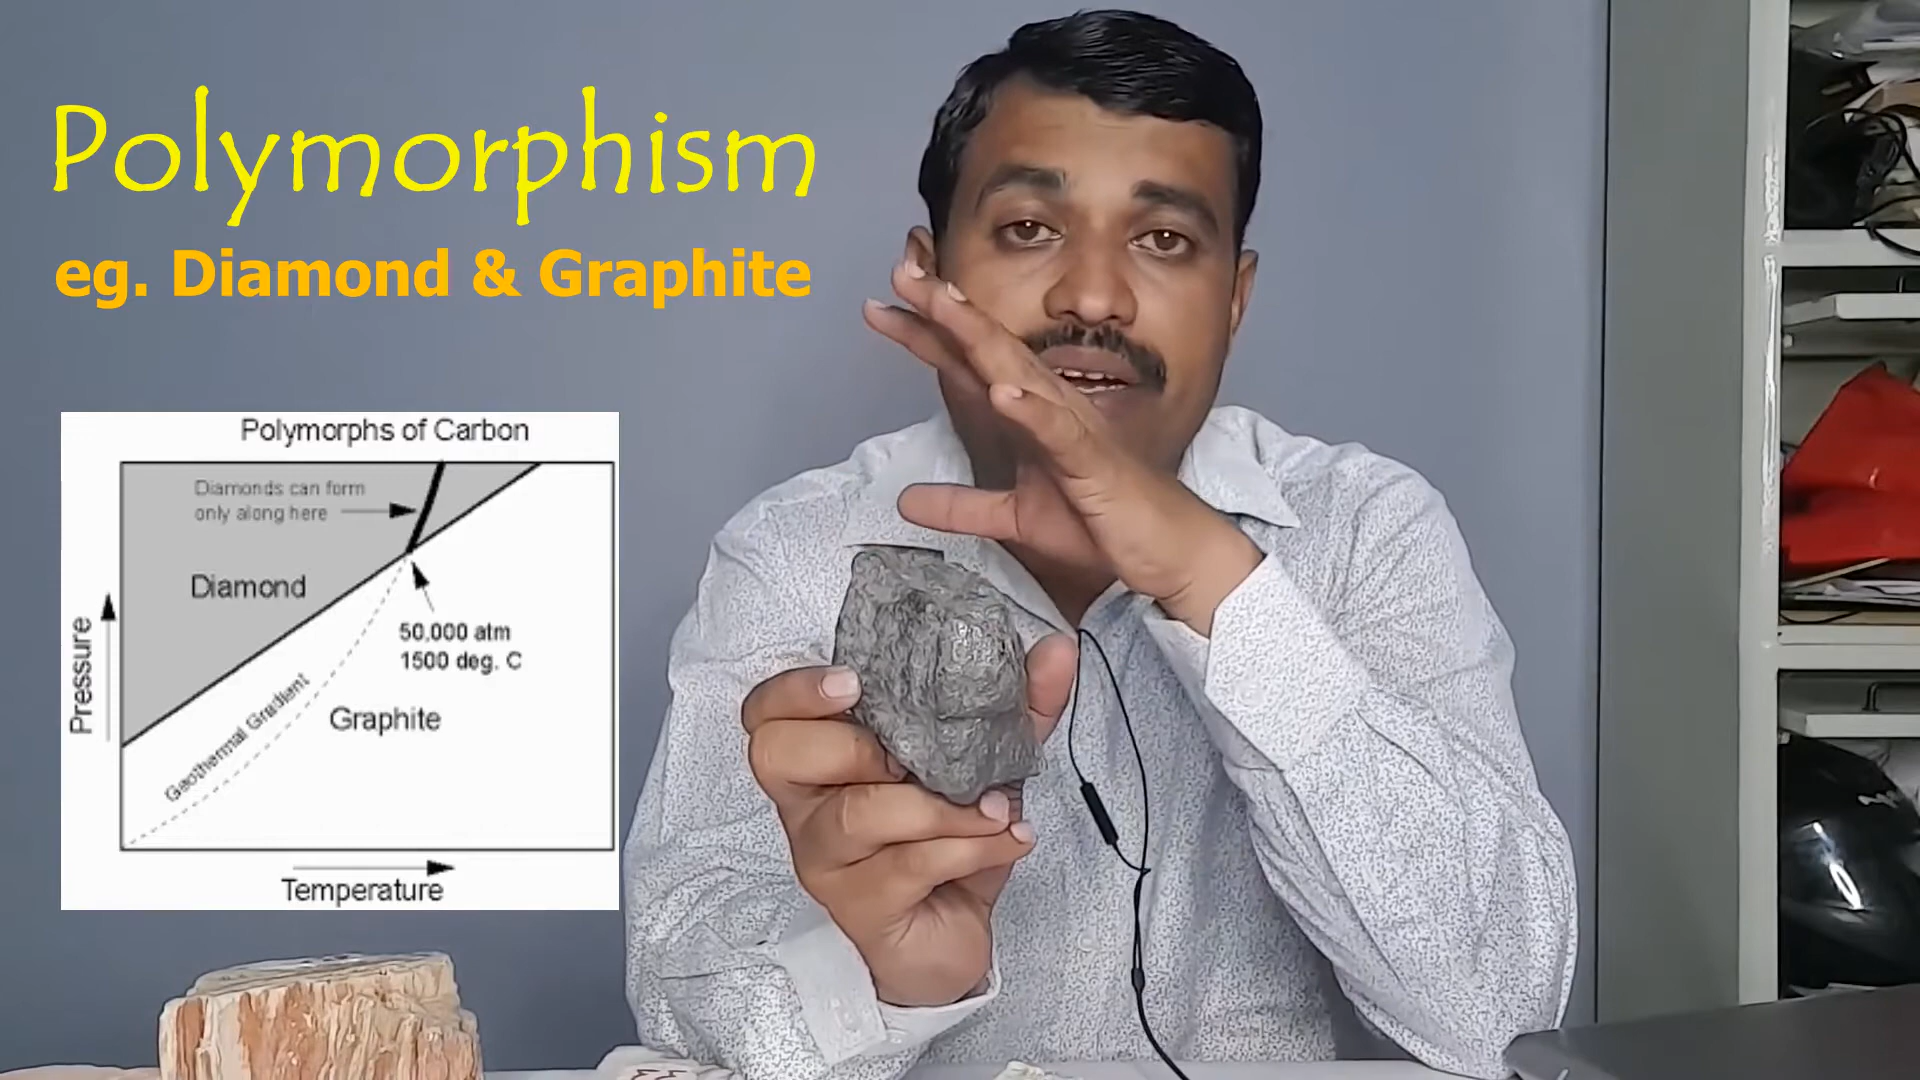 Polymorphism
eg. Diamond & Graphite
Polymorphs of Carbon
Diamonds can form
only along here
Diamond
50,000 atm
1500 deg. C
Geothermal Gradient
Graphite
Pressure
Temperature